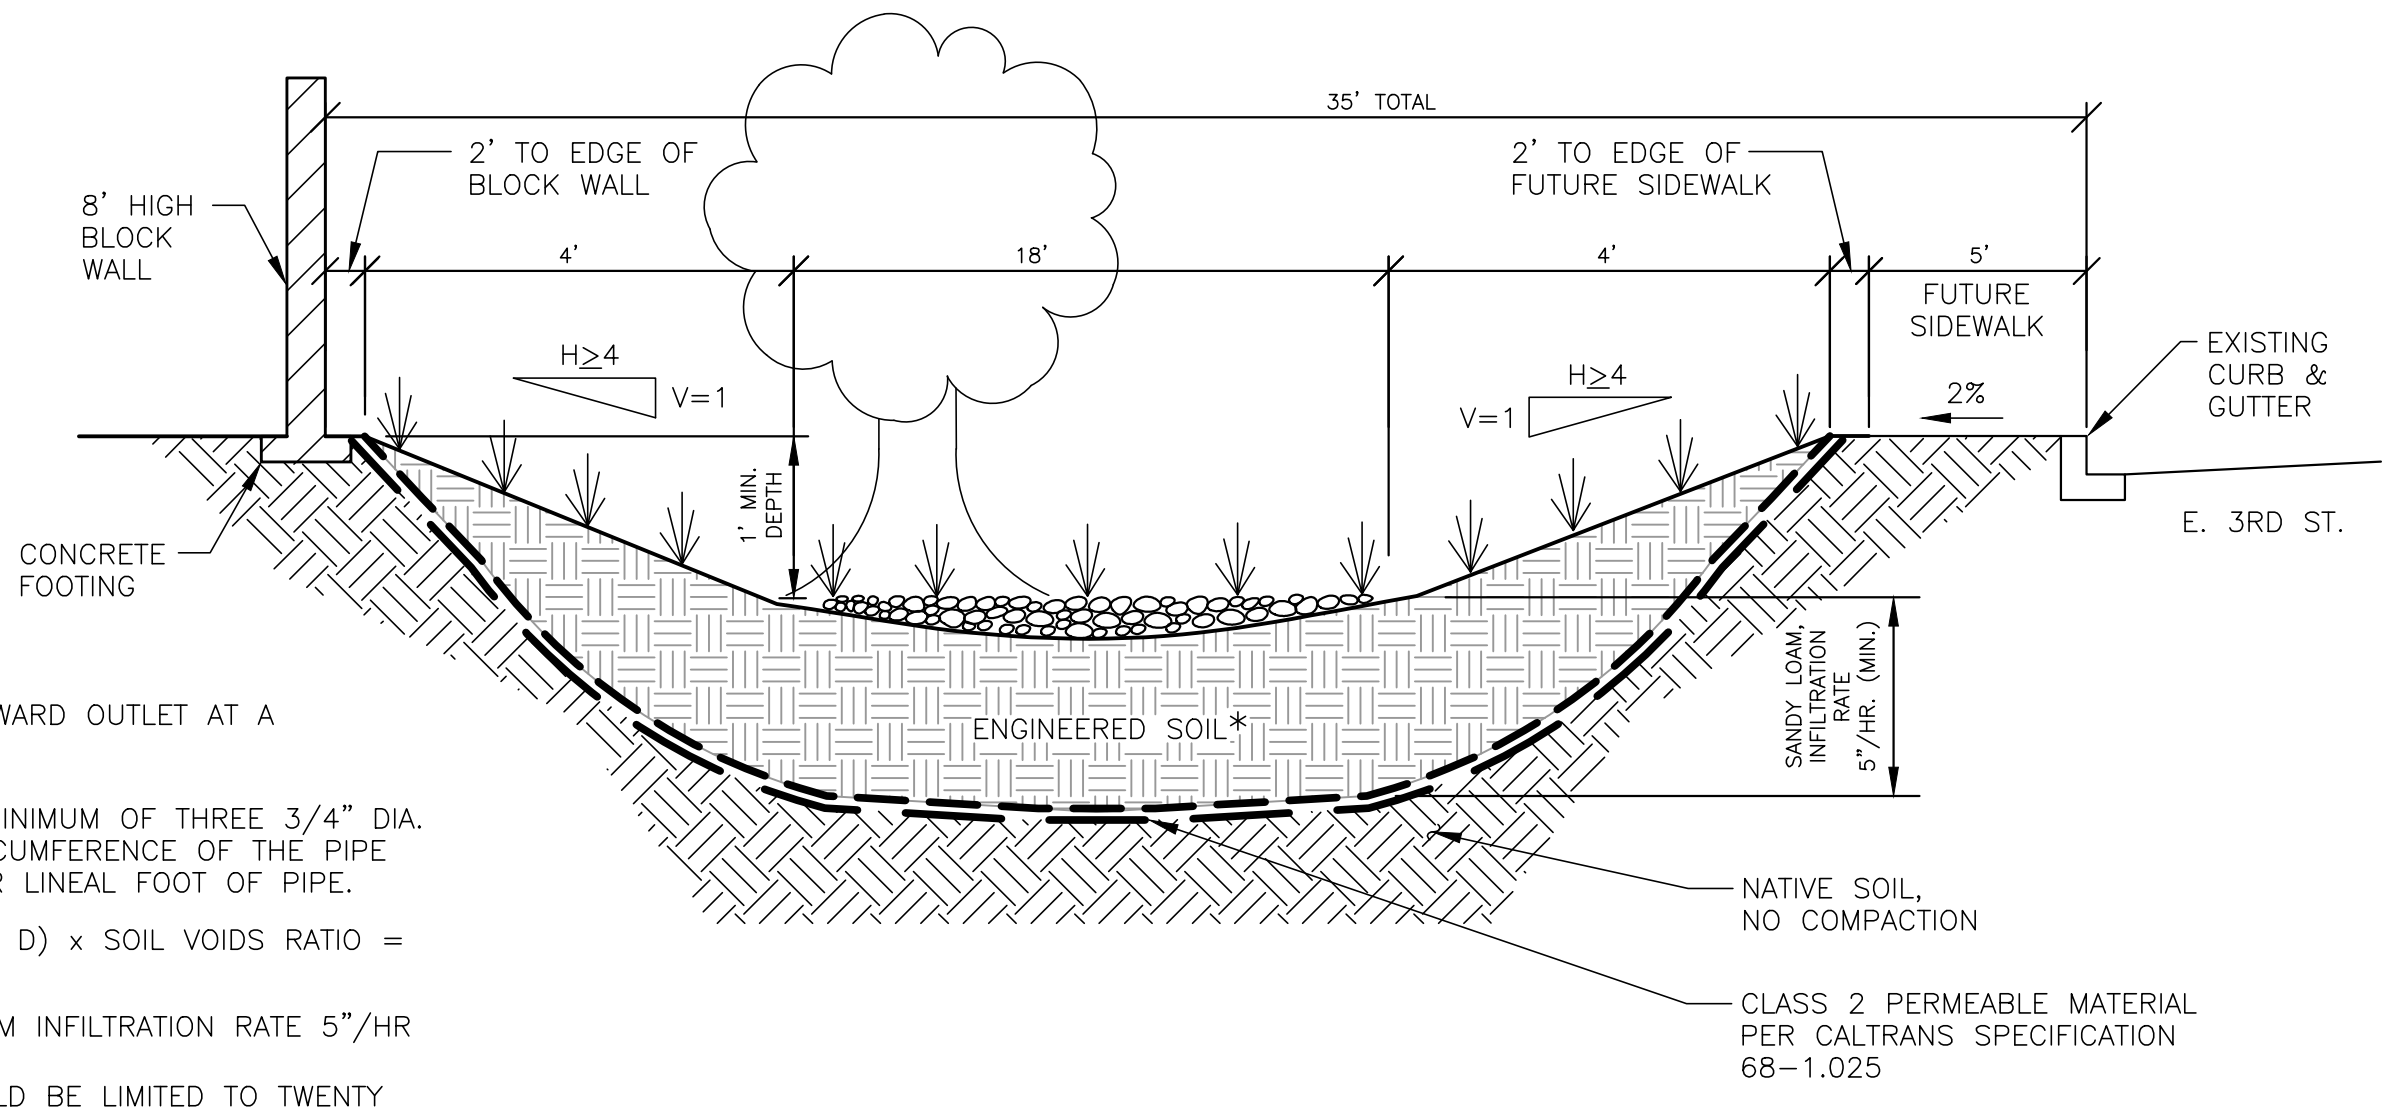 35' TOTAL
2' TO EDGE OF
BLOCK WALL
2' TO EDGE OF
FUTURE SIDEWALK
8' HIGH
BLOCK
WALL
4'
18'
4'
5'
FUTURE
SIDEWALK
H≥4
V=1
H≥4
V=1
2%
EXISTING
CURB &
GUTTER
1' MIN.
DEPTH
E. 3RD ST.
CONCRETE
FOOTING
SANDY LOAM,
INFILTRATION
RATE
5"/HR. (MIN.)
ENGINEERED SOIL*
WARD OUTLET AT A
INIMUM OF THREE 3/4" DIA.
CUMFERENCE OF THE PIPE
R LINEAL FOOT OF PIPE.
D) x SOIL VOIDS RATIO =
M INFILTRATION RATE 5"/HR
LD BE LIMITED TO TWENTY
NATIVE SOIL,
NO COMPACTION
CLASS 2 PERMEABLE MATERIAL
PER CALTRANS SPECIFICATION
68-1.025